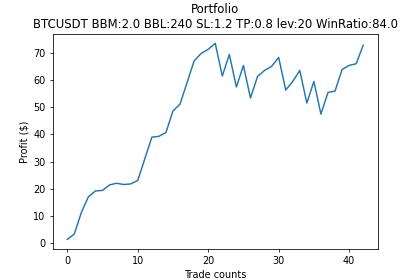 Portfolio
BTCUSDT BBM:2.0 BBL:240 SL:1.2 TP:0.8 lev:20 WinRatio:84.0
70
60
50
40
30
20
10
0
Profit ($)
0 10 20 30 40
Trade counts